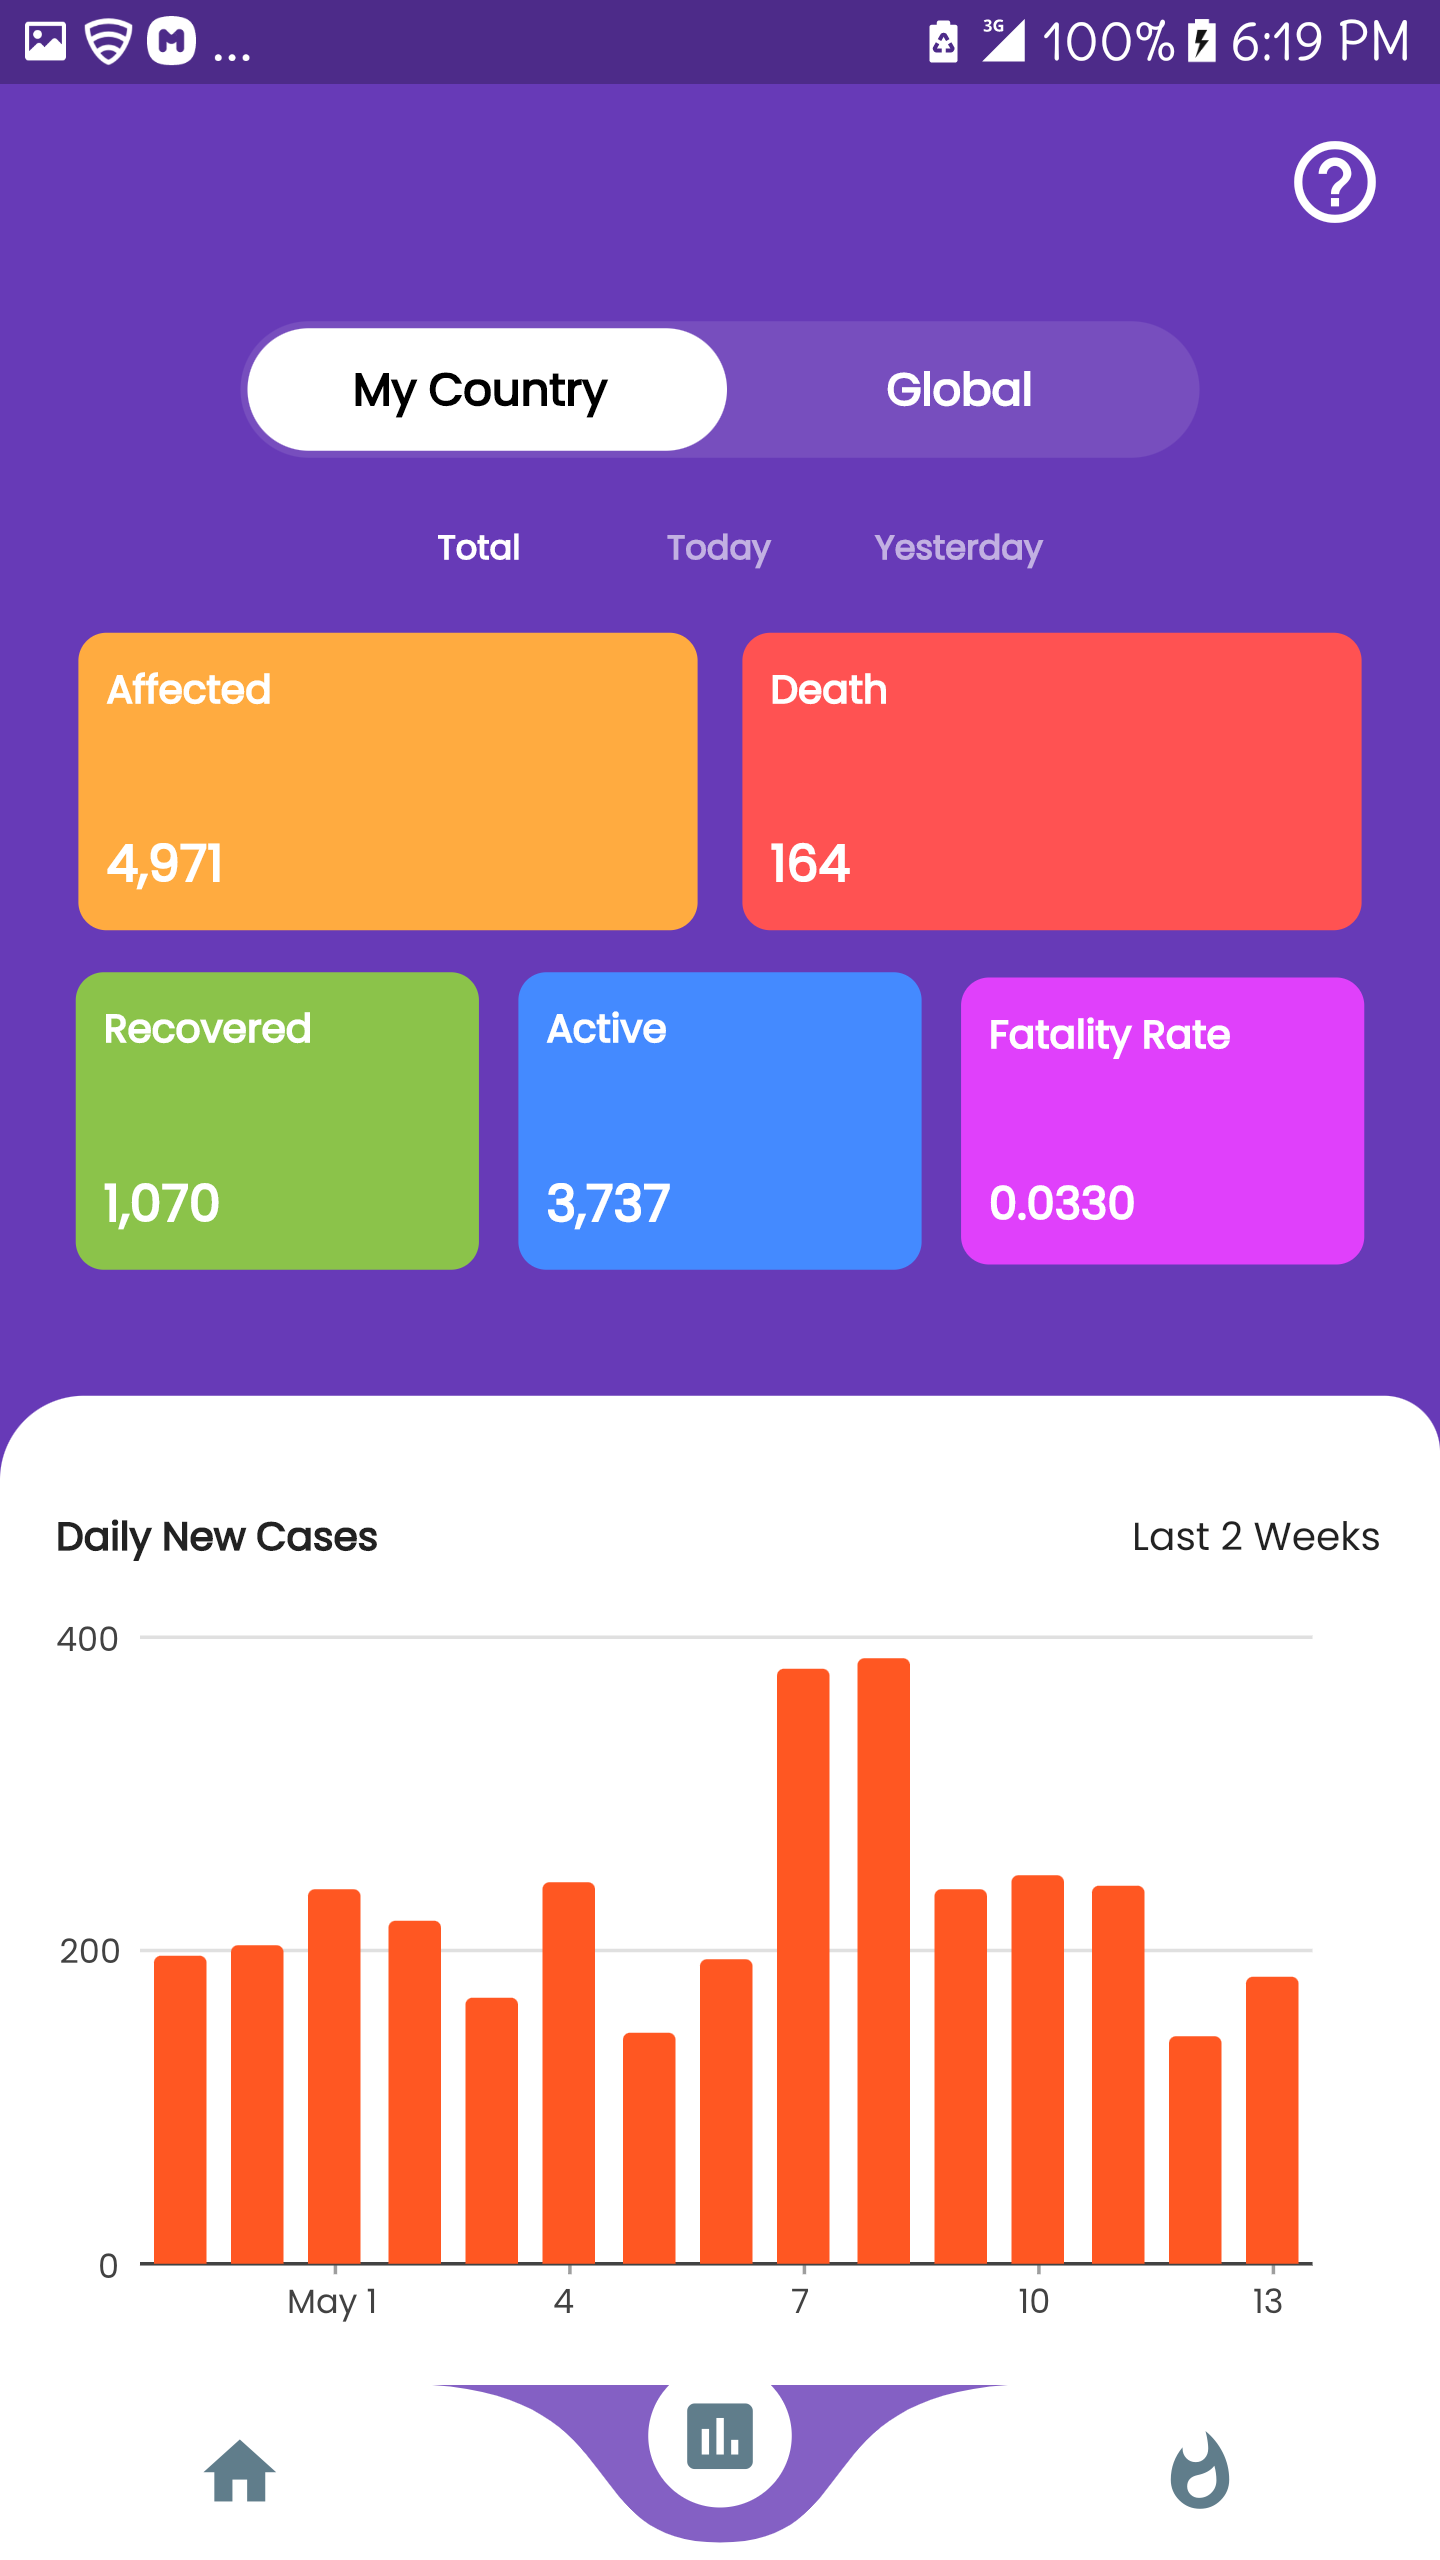 ... 3G 100% 6:19 PM
My Country Global
Total Today Yesterday
Affected Death
4,971 164
Recovered Active Fatality Rate
1,070 3,737 0.0330
Daily New Cases Last 2 Weeks
400
200
0
May 1 4 7 10 13